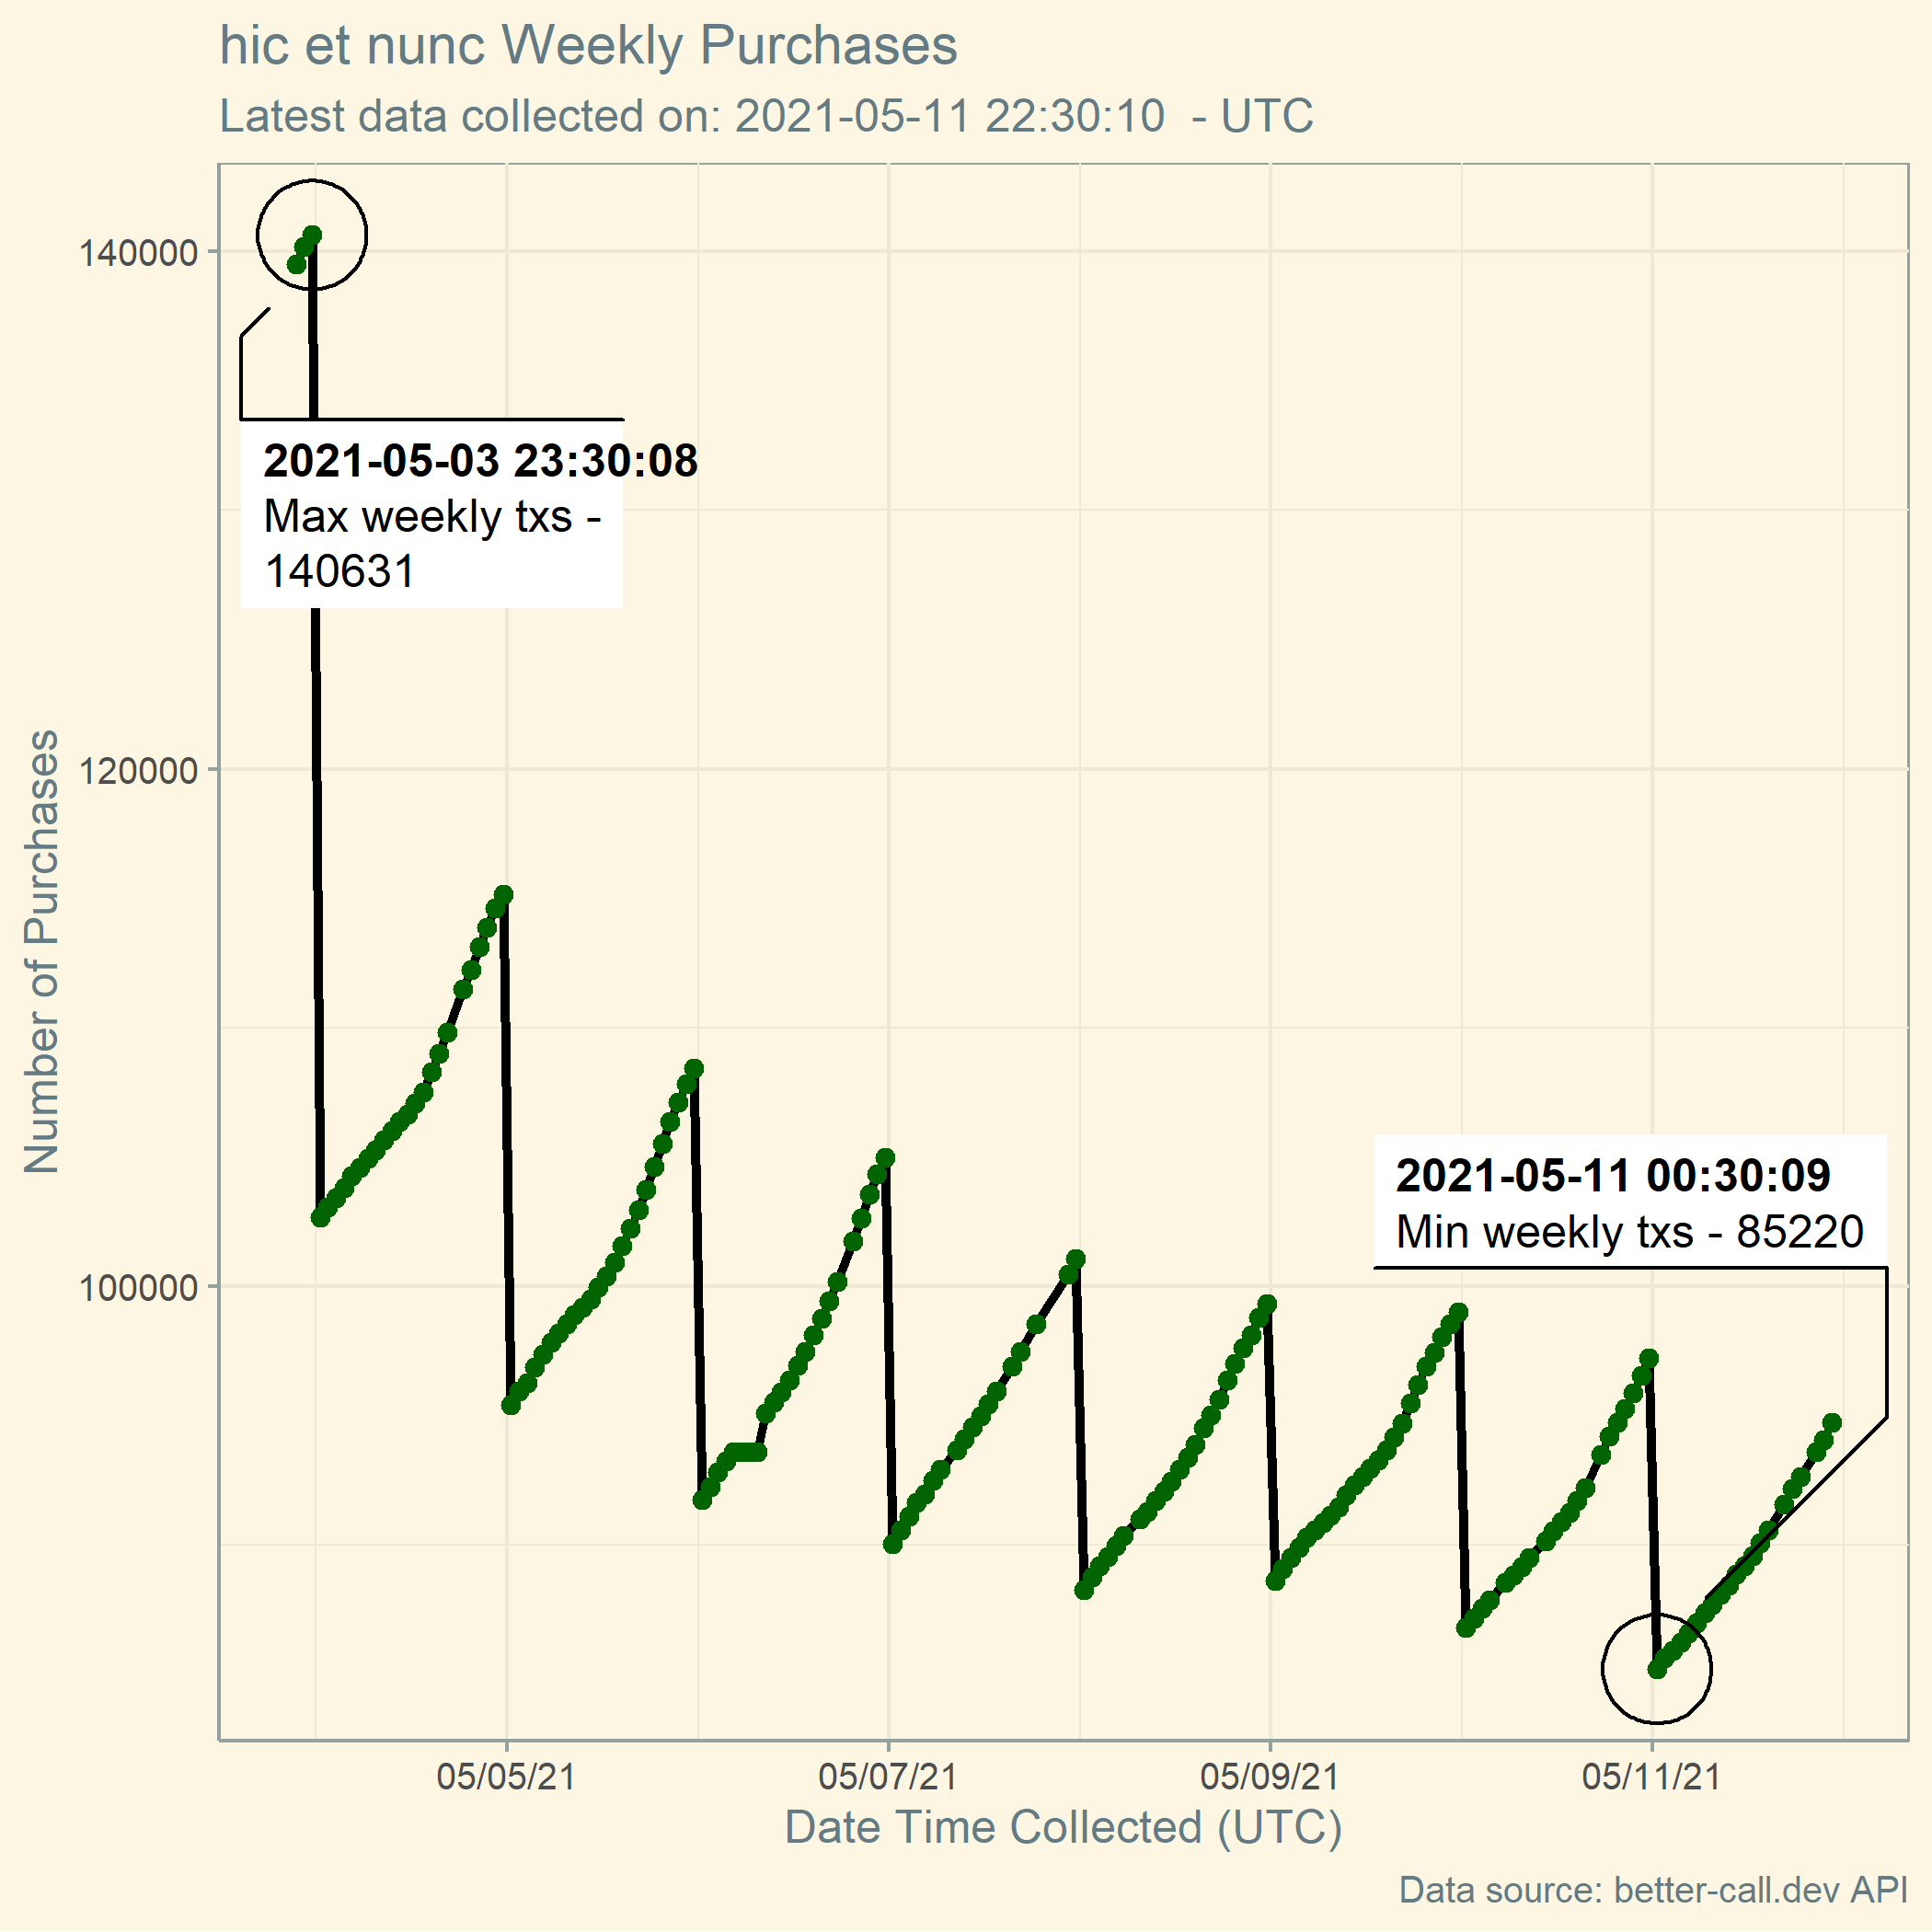 hic et nunc Weekly Purchases
Latest data collected on: 2021-05-11 22:30:10  - UTC
140000
120000
100000
Number of Purchases
2021-05-03 23:30:08
Max weekly txs -
140631
2021-05-11 00:30:09
Min weekly txs - 85220
05/05/21
05/07/21
05/09/21
05/11/21
Date Time Collected (UTC)
Data source: better-call.dev API